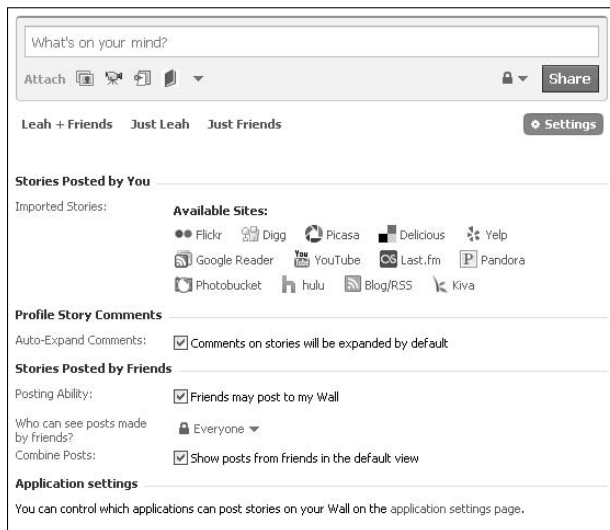 What's on your mind?
Attach Share
Leah + Friends Just Leah Just Friends Settings
Stories Posted by You
Imported Stories: Available Sites:
Flickr Digg Picasa Delicious Yelp
Google Reader You Tube YouTube Last.fm P Pandora
Photobucket h hulu Blog/RSS Kiva
Profile Story Comments
Auto-Expand Comments: Comments on stories will be expanded by default
Stories Posted by Friends
Posting Ability: Friends may post to my Wall
Who can see posts made
by friends? Everyone
Combine Posts: Show posts from friends in the default view
Application settings
You can control which applications can post stories on your Wall on the application settings page.